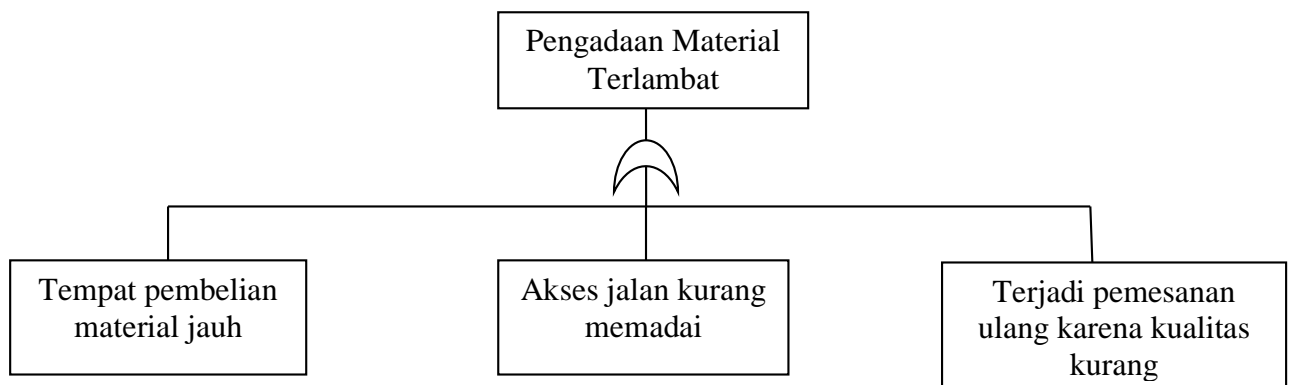 Pengadaan Material
Terlambat
Tempat pembelian
material jauh
Akses jalan kurang
memadai
Terjadi pemesanan
ulang karena kualitas
kurang